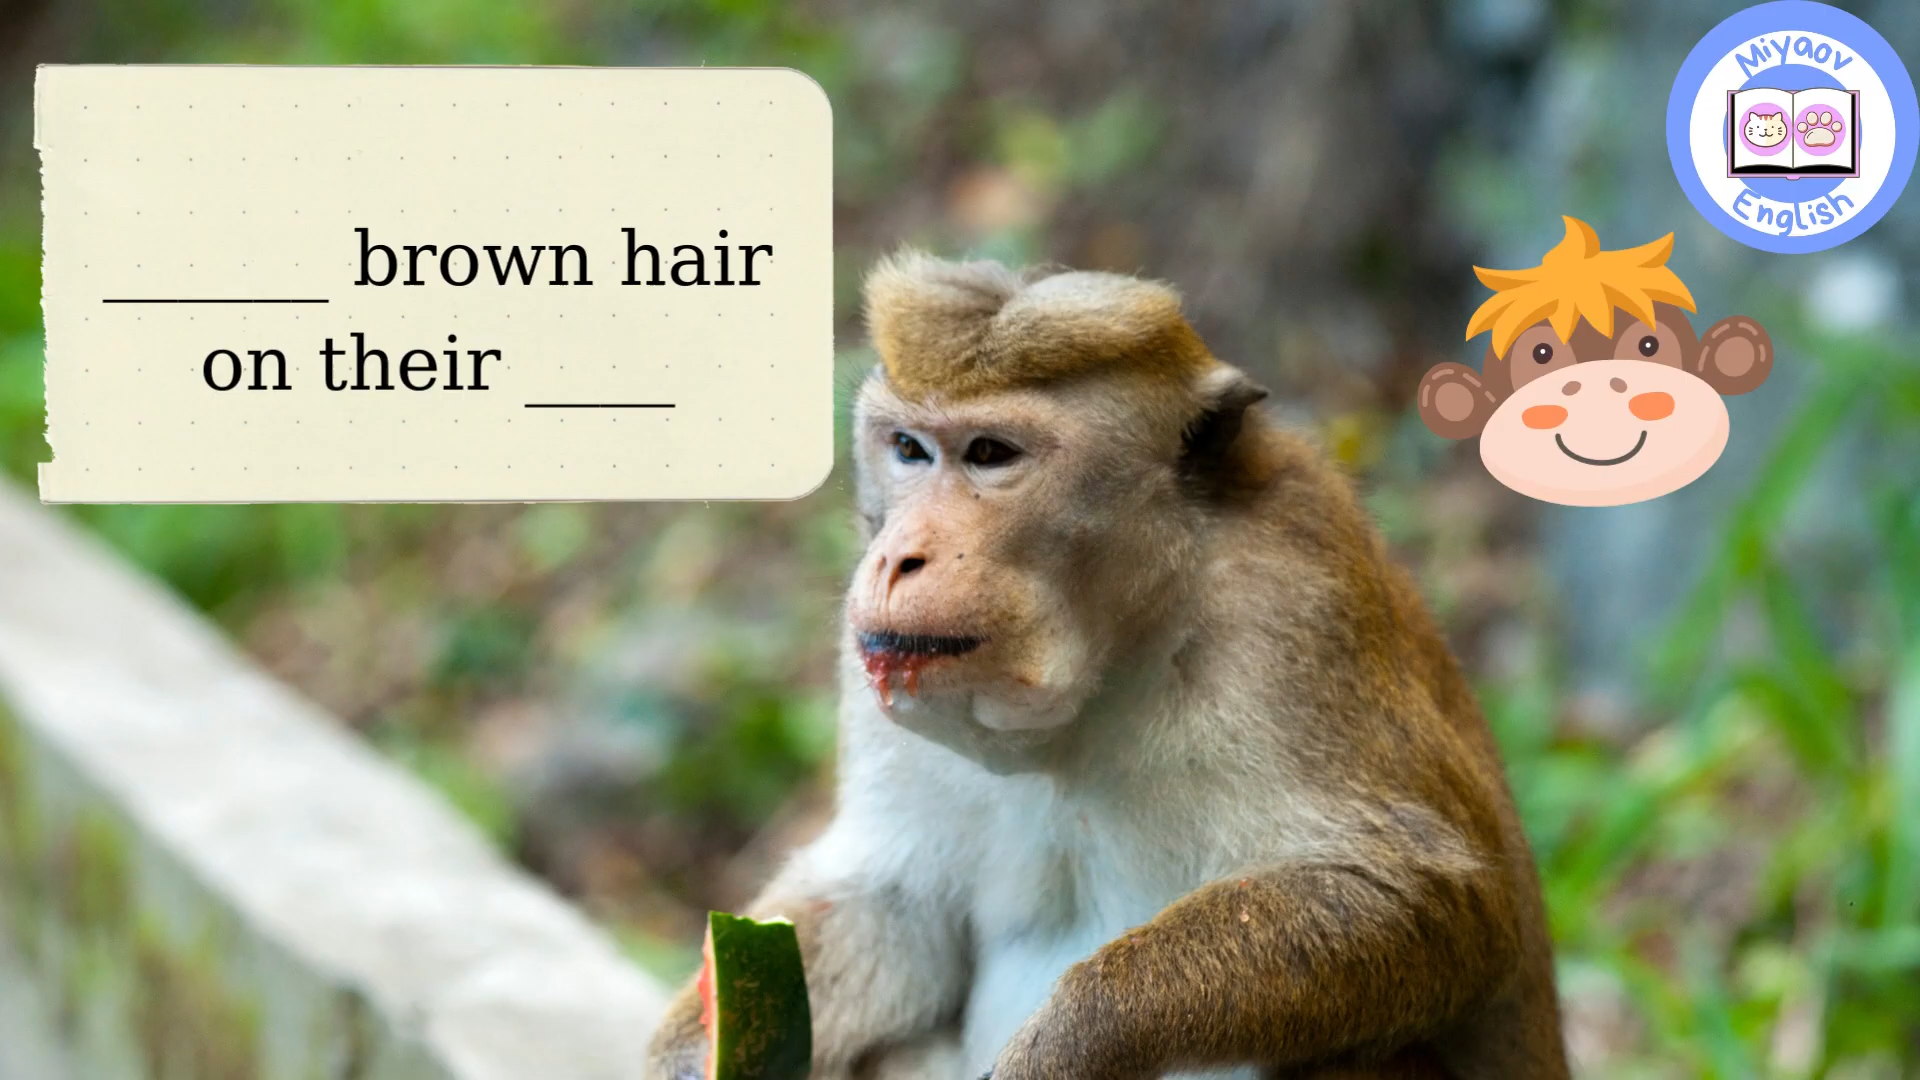 ______ brown hair
on their ____
Miyaov
English